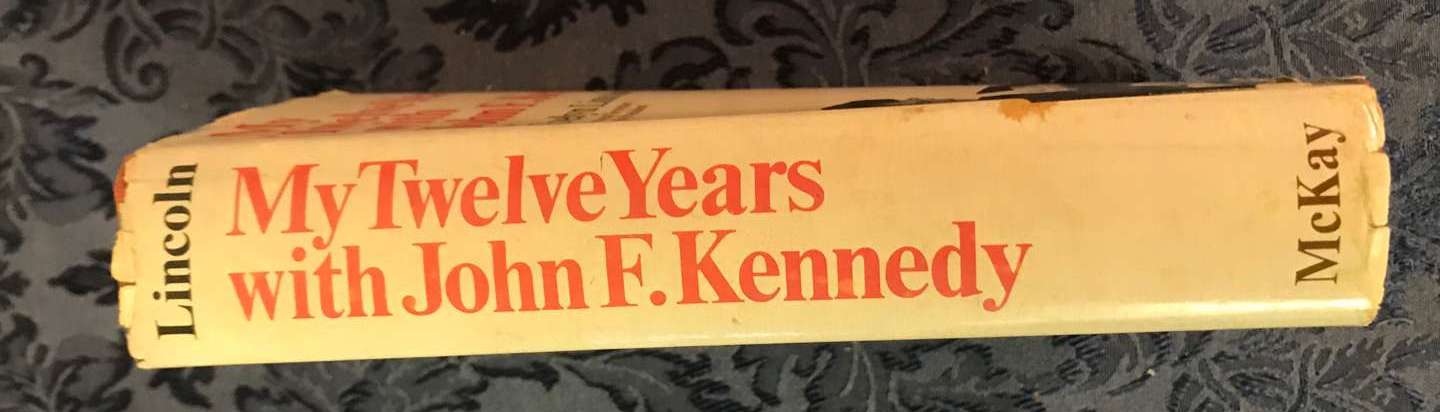 Lincoln
My Twelve Years
with John F. Kennedy
McKay